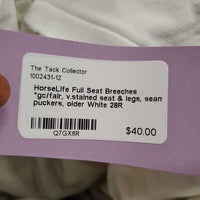 The Tack Collector
1002431-12
HorseLife Full Seat Breeches
*gc/fair, v.stained seat & legs, seam
puckers, older White 28R
Q7GX6R
$40.00